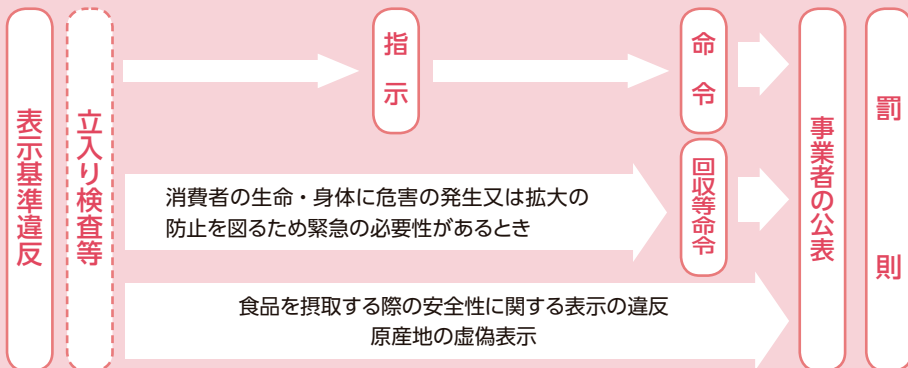 表示基準違反
立入り検査等
指示
命令
消費者の生命・身体に危害の発生又は拡大の
防止を図るため緊急の必要性があるとき
回収等命令
食品を摂取する際の安全性に関する表示の違反
原産地の虚偽表示
事業者の公表
罰則